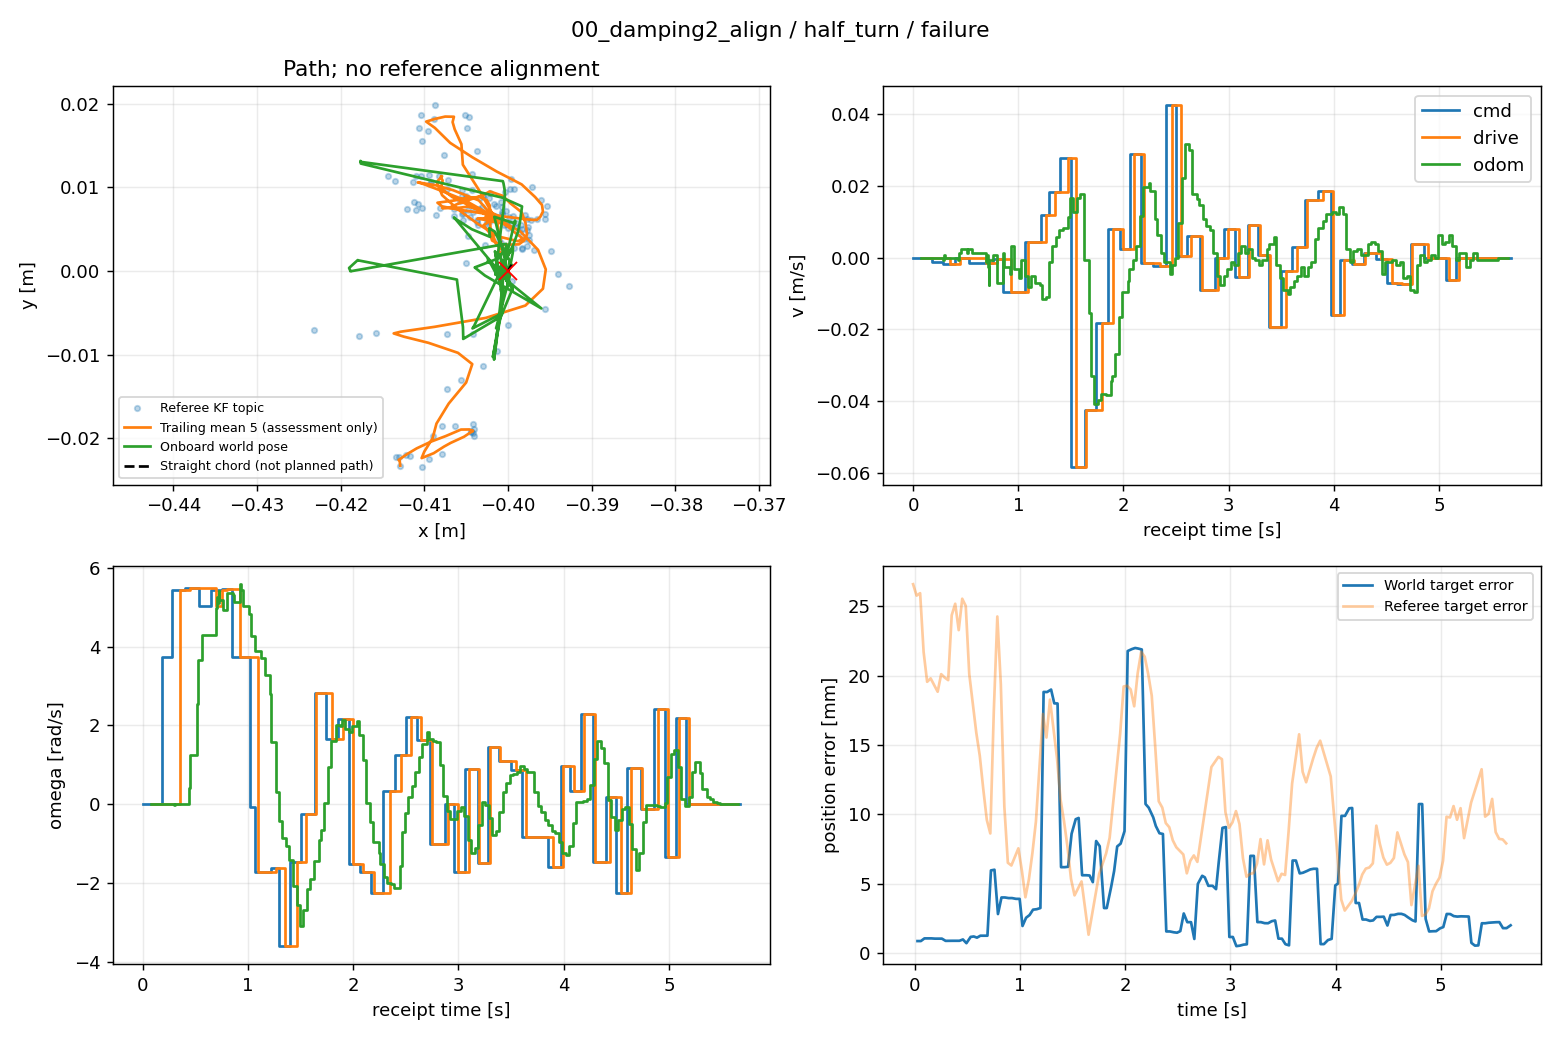 00_damping2_align / half_turn / failure
Path; no reference alignment
0.02
0.01
0.00
−0.01
−0.02
y [m]
Referee KF topic
Trailing mean 5 (assessment only)
Onboard world pose
Straight chord (not planned path)
−0.44 −0.43 −0.42 −0.41 −0.40 −0.39 −0.38 −0.37
x [m]
0.04
0.02
0.00
−0.02
−0.04
−0.06
v [m/s]
cmd
drive
odom
0 1 2 3 4 5
receipt time [s]
6
4
2
0
−2
−4
omega [rad/s]
0 1 2 3 4 5
receipt time [s]
25
20
15
10
5
0
position error [mm]
World target error
Referee target error
0 1 2 3 4 5
time [s]